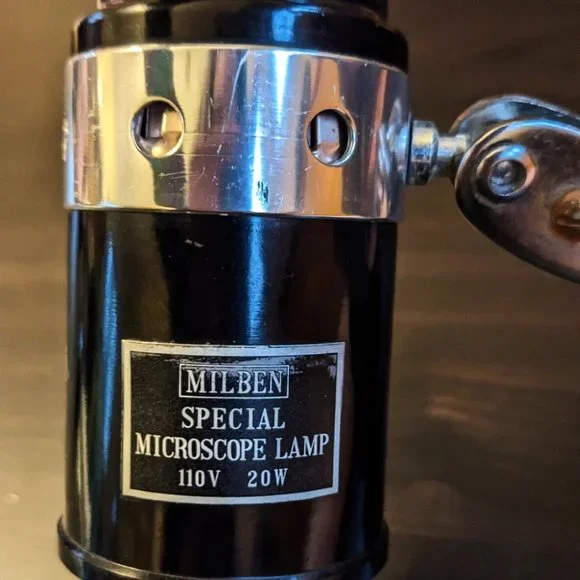 MILBEN
SPECIAL
MICROSCOPE LAMP
110V 20W